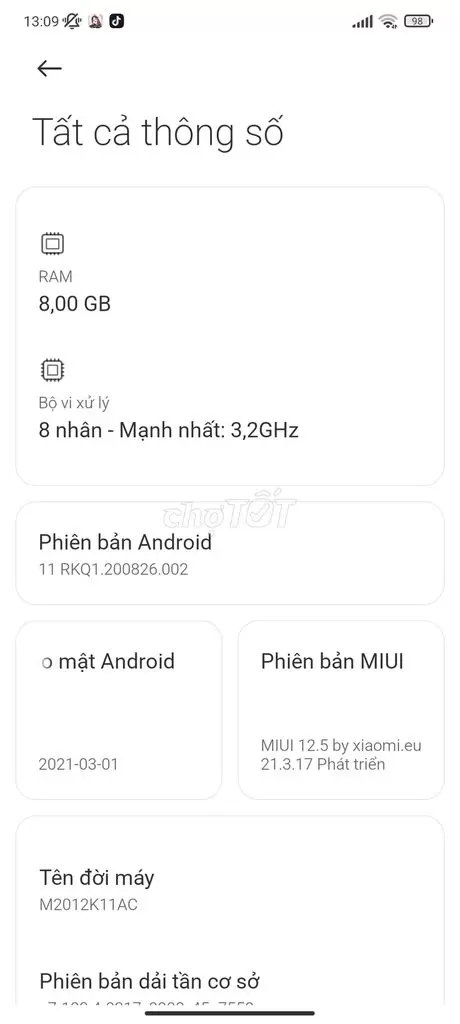 13:09
98
Tất cả thông số
RAM
8,00 GB
Bộ vi xử lý
8 nhân - Mạnh nhất: 3,2GHz
chợTỐT
Phiên bản Android
11 RKQ1.200826.002
mật Android
Phiên bản MIUI
2021-03-01
MIUI 12.5 by xiaomi.eu
21.3.17 Phát triển
Tên đời máy
M2012K11AC
Phiên bản dải tần cơ sở